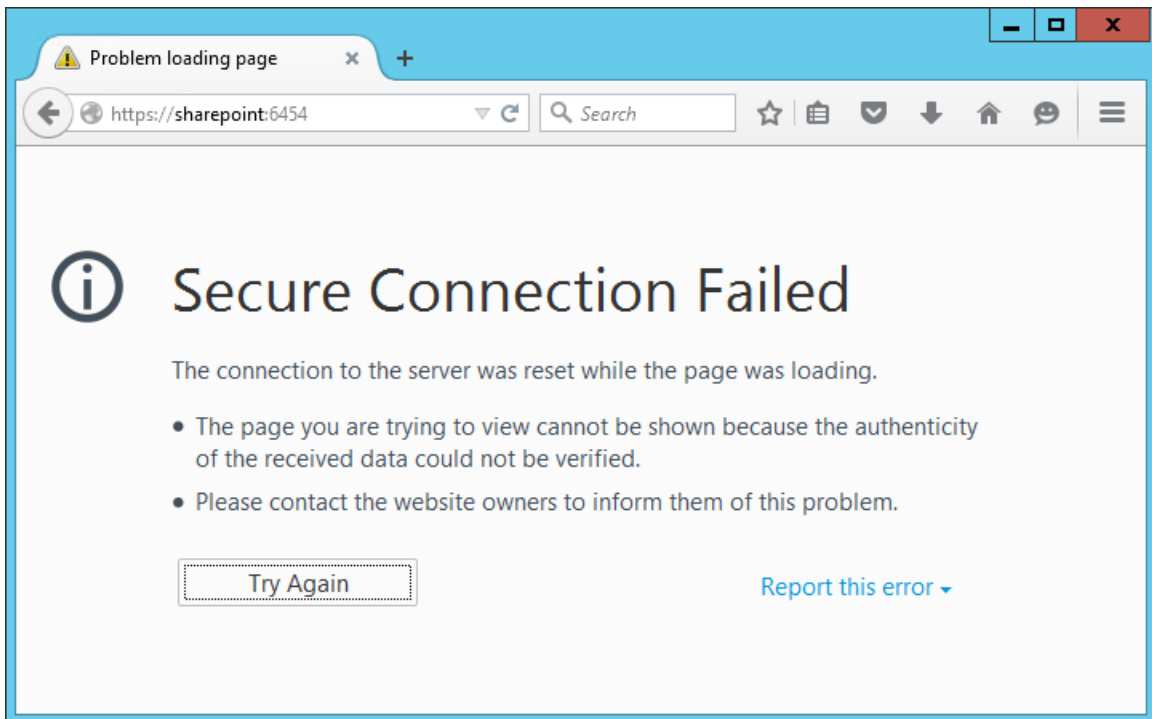 Problem loading page
https://sharepoint:6454
Search
Secure Connection Failed
The connection to the server was reset while the page was loading.
• The page you are trying to view cannot be shown because the authenticity
of the received data could not be verified.
• Please contact the website owners to inform them of this problem.
Try Again
Report this error